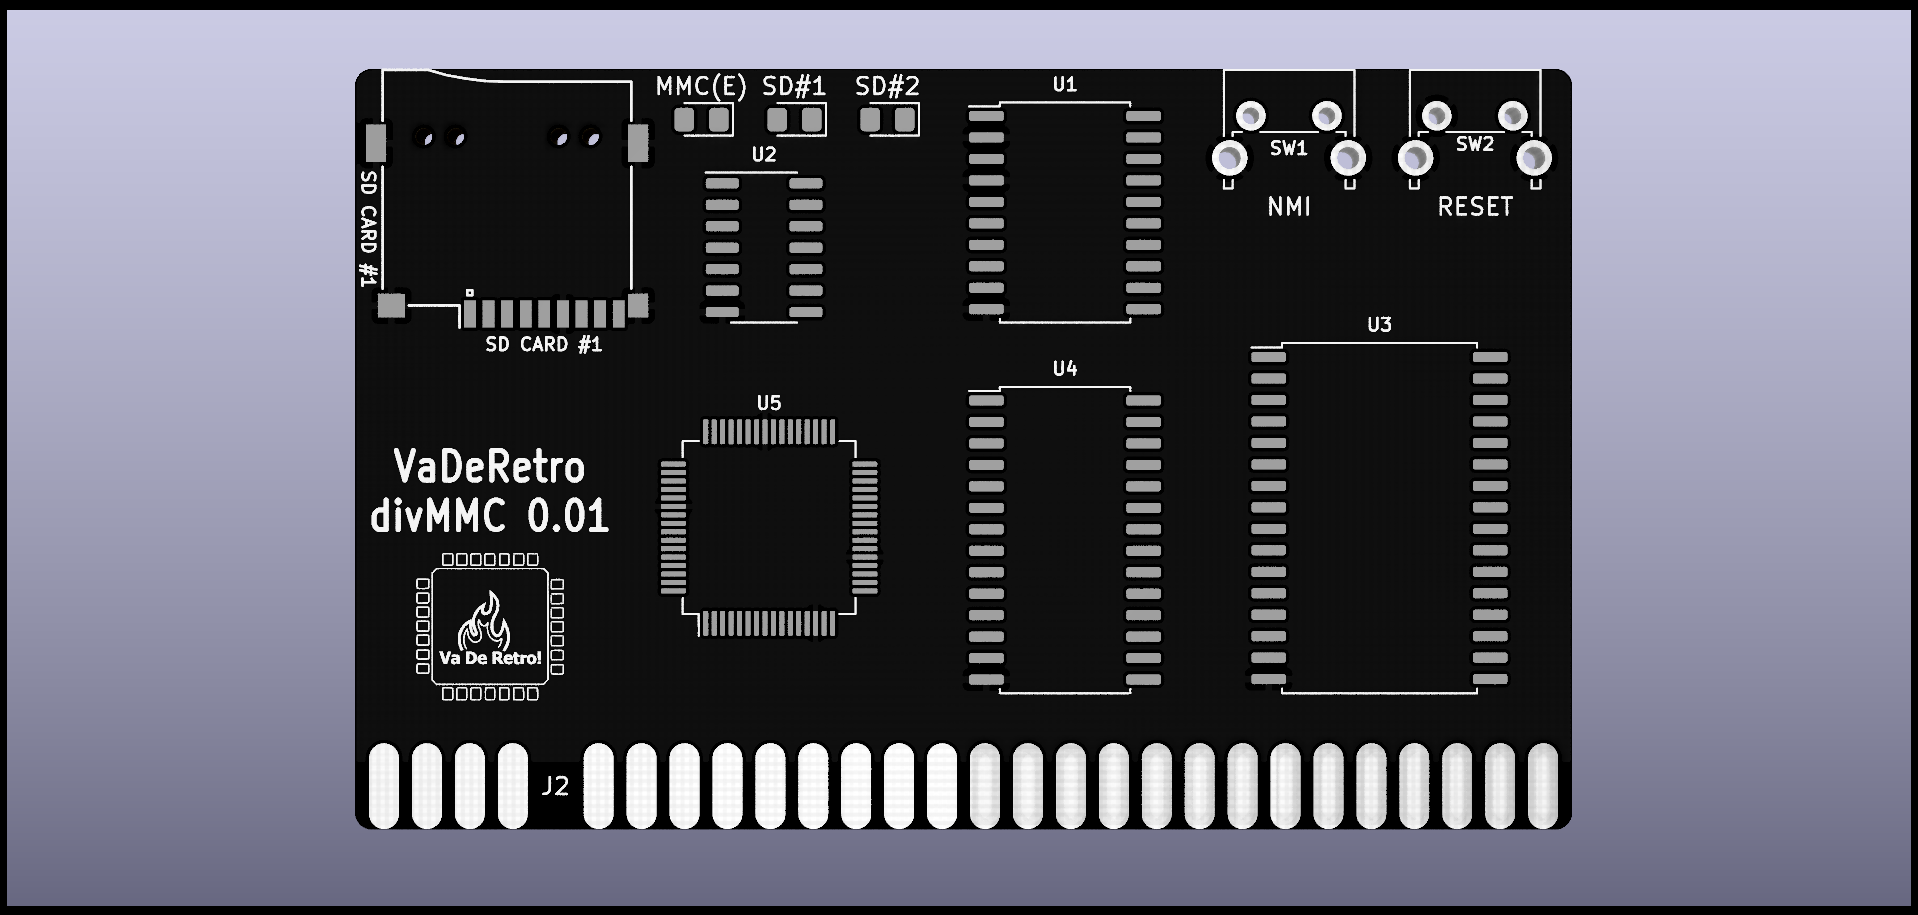 MMC(E) SD#1 SD#2
U1
U2
SW1
SW2
NMI
RESET
SD CARD #1
SD CARD #1
U3
U4
U5
VaDeRetro
divMMC 0.01
Va De Retro!
J2